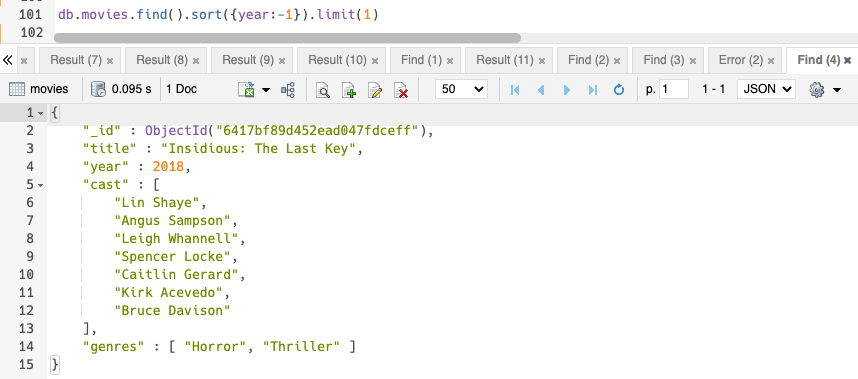 101 db.movies.find().sort({year:-1}).limit(1)
102
« × Result (7) × Result (8) × Result (9) × Result (10) × Find (1) × Result (11) × Find (2) × Find (3) × Error (2) × Find (4) ×
movies 0.095 s 1 Doc 50 p. 1 1 - 1 JSON
1 {
2 "_id" : ObjectId("6417bf89d452ead047fdceff"),
3 "title" : "Insidious: The Last Key",
4 "year" : 2018,
5 "cast" : [
6 "Lin Shaye",
7 "Angus Sampson",
8 "Leigh Whannell",
9 "Spencer Locke",
10 "Caitlin Gerard",
11 "Kirk Acevedo",
12 "Bruce Davison"
13 ],
14 "genres" : [ "Horror", "Thriller" ]
15 }